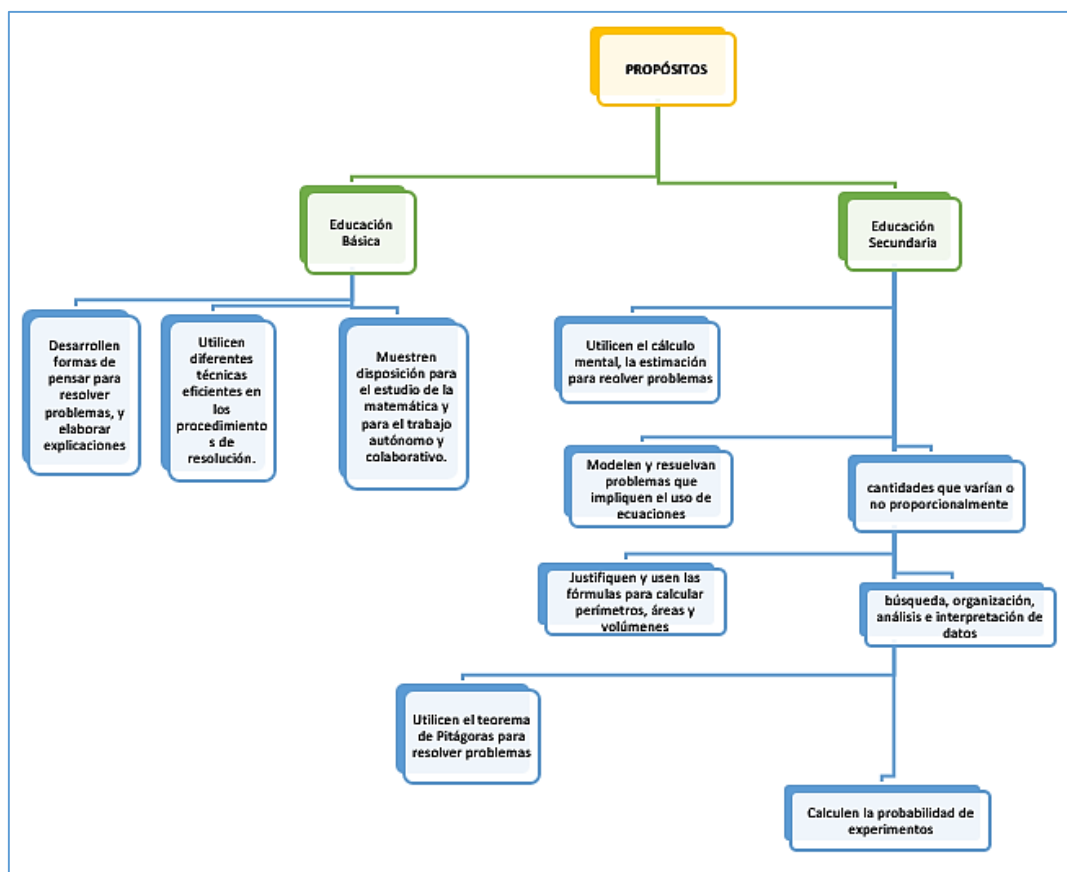 PROPÓSITOS
Educación
Básica
Educación
Secundaria
Desarrollen
formas de
pensar para
resolver
problemas, y
elaborar
explicaciones
Utilicen
diferentes
técnicas
eficientes en
los
procedimiento
s de
resolución.
Muestren
disposición para
el estudio de la
matemática y
para el trabajo
autónomo y
colaborativo.
Utilicen el cálculo
mental, la estimación
para reolver problemas
Modelen y resuelvan
problemas que
impliquen el uso de
ecuaciones
cantidades que varían o
no proporcionalmente
Justifiquen y usen las
fórmulas para calcular
perímetros, áreas y
volúmenes
búsqueda, organización,
análisis e interpretación de
datos
Utilicen el teorema
de Pitágoras para
resolver problemas
Calculen la probabilidad de
experimentos